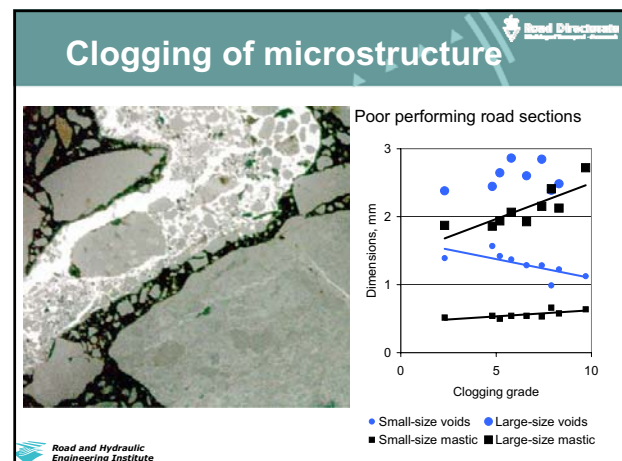 Clogging of microstructure
Road Directorate
Poor performing road sections
3
2
1
0
Dimensions, mm
0
5
10
Clogging grade
Small-size voids
Large-size voids
Small-size mastic
Large-size mastic
Road and Hydraulic
Engineering Institute